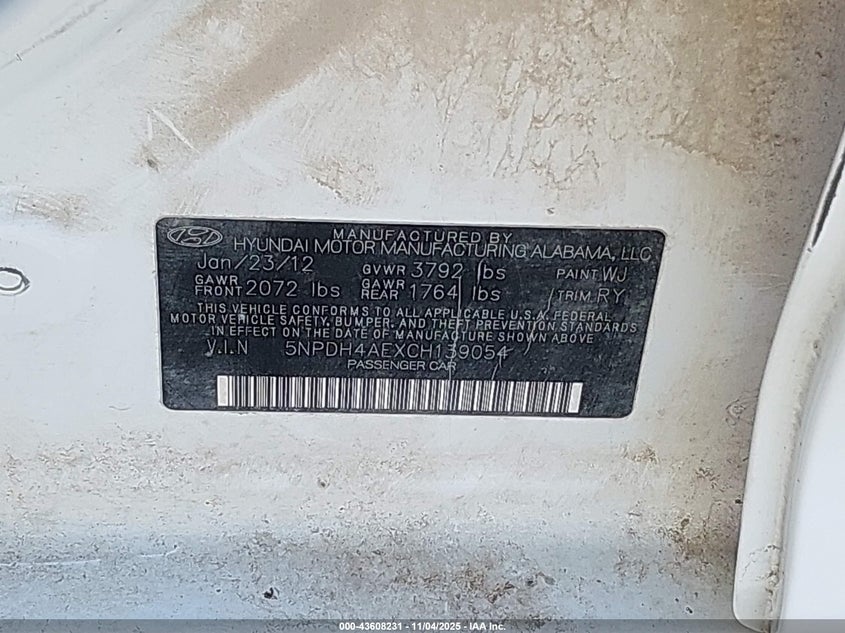 MANUFACTURED BY
HYUNDAI MOTOR MANUFACTURING ALABAMA, LLC
Jan/23/12 GVWR 3792 lbs PAINT WJ
GAWR FRONT 2072 lbs GAWR REAR 1764 lbs TRIM RY
THIS VEHICLE CONFORMS TO ALL APPLICABLE U.S.A. FEDERAL
MOTOR VEHICLE SAFETY, BUMPER, AND THEFT PREVENTION STANDARDS
IN EFFECT ON THE DATE OF MANUFACTURE SHOWN ABOVE.
V.I.N 5NPDH4AEXCH139054
PASSENGER CAR
000-43608231 - 11/04/2025 - IAA Inc.